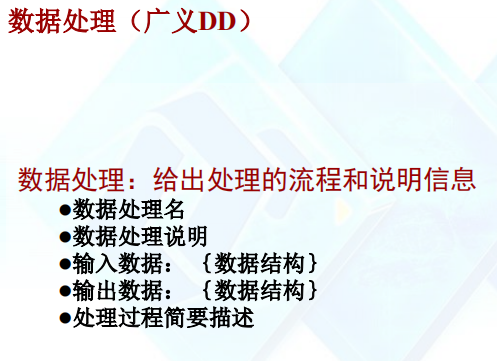 数据处理（广义DD）
数据处理：给出处理的流程和说明信息
●数据处理名
●数据处理说明
●输入数据：｛数据结构｝
●输出数据：｛数据结构｝
●处理过程简要描述